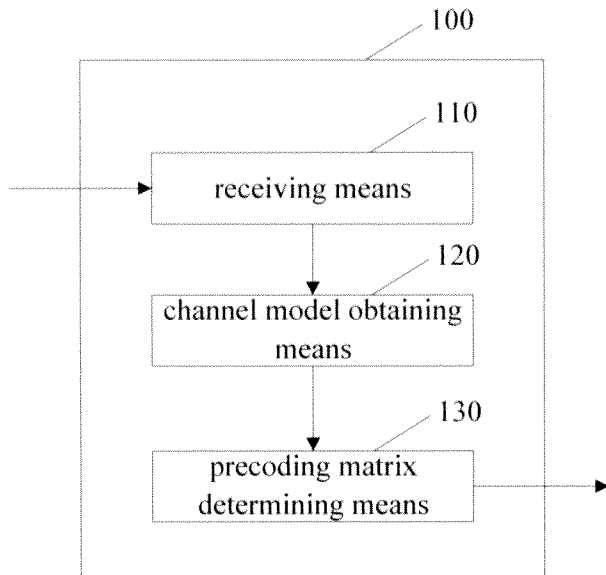 100
110
receiving means
120
channel model obtaining
means
130
precoding matrix
determining means